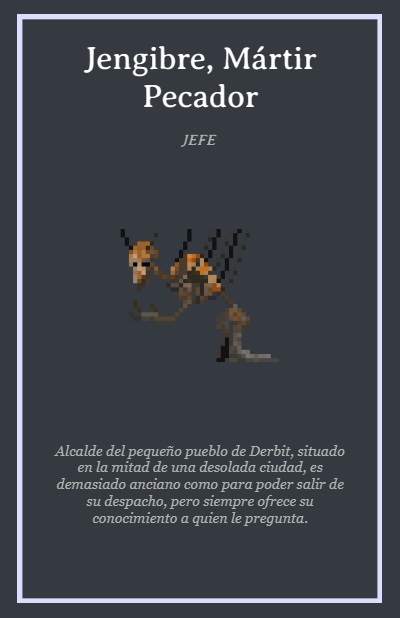 Jengibre, Mártir
Pecador
JEFE
Alcalde del pequeño pueblo de Derbit, situado
en la mitad de una desolada ciudad, es
demasiado anciano como para poder salir de
su despacho, pero siempre ofrece su
conocimiento a quien le pregunta.